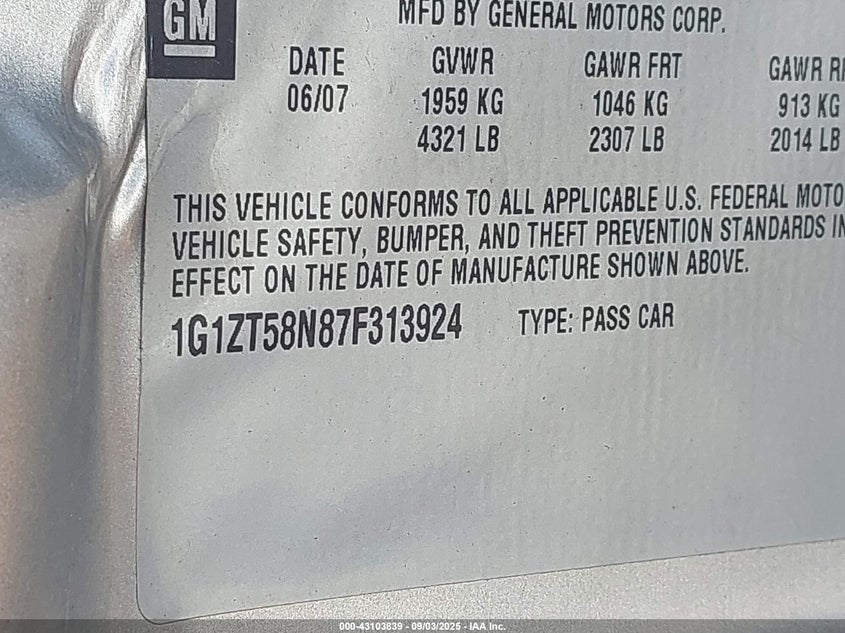 GM
MFD BY GENERAL MOTORS CORP.
DATE GVWR GAWR FRT GAWR
06/07 1959 KG 1046 KG 913 KG
4321 LB 2307 LB 2014 LB
THIS VEHICLE CONFORMS TO ALL APPLICABLE U.S. FEDERAL MOTO
VEHICLE SAFETY, BUMPER, AND THEFT PREVENTION STANDARDS IN
EFFECT ON THE DATE OF MANUFACTURE SHOWN ABOVE.
1G1ZT58N87F313924 TYPE: PASS CAR
000-43103839 - 09/03/2025 - IAA Inc.